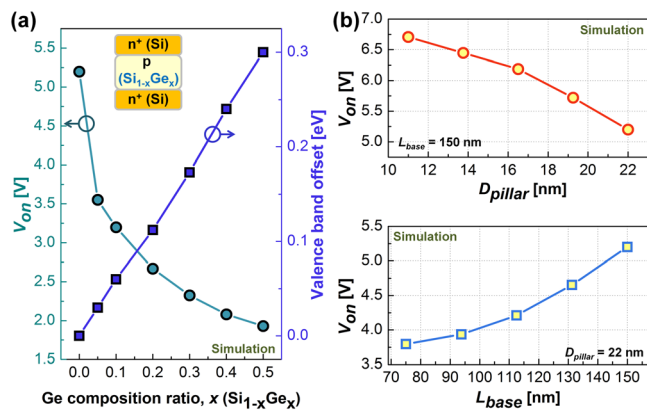 (a)
n⁺ (Si)
p
(Si₁₋ₓGeₓ)
n⁺ (Si)
5.5
5.0
4.5
4.0
3.5
3.0
2.5
2.0
1.5
V_on [V]
0.3
0.2
0.1
0.0
Valence band offset [eV]
Simulation
0.0 0.1 0.2 0.3 0.4 0.5
Ge composition ratio, x (Si₁₋ₓGeₓ)
(b)
7.0
6.5
6.0
5.5
5.0
V_on [V]
Simulation
L_base = 150 nm
10 12 14 16 18 20 22 24
D_pillar [nm]
5.5
5.0
4.5
4.0
3.5
V_on [V]
Simulation
D_pillar = 22 nm
70 80 90 100 110 120 130 140 150
L_base [nm]